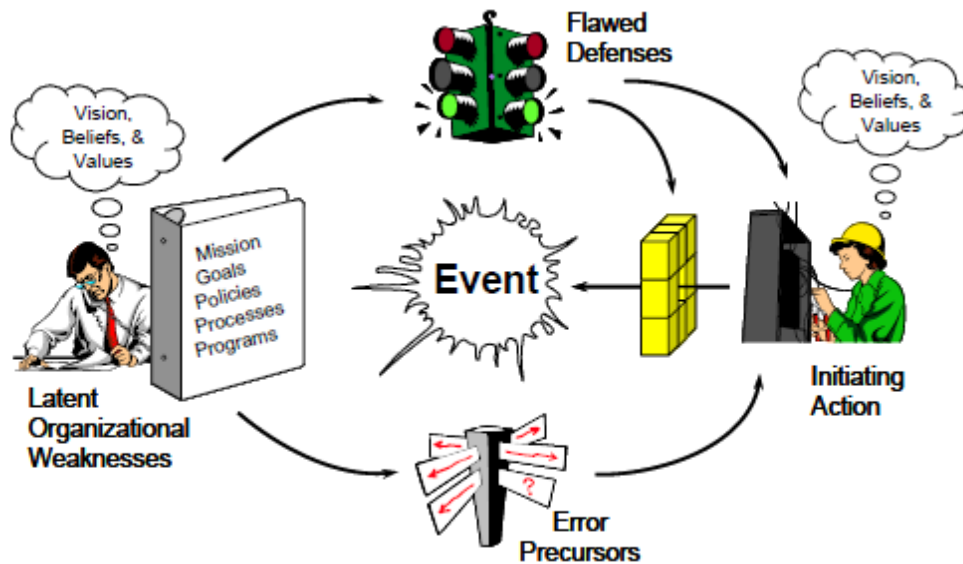 Flawed
Defenses
Vision,
Beliefs, &
Values
Vision,
Beliefs, &
Values
Mission
Goals
Policies
Processes
Programs
Event
Latent
Organizational
Weaknesses
Initiating
Action
?
Error
Precursors